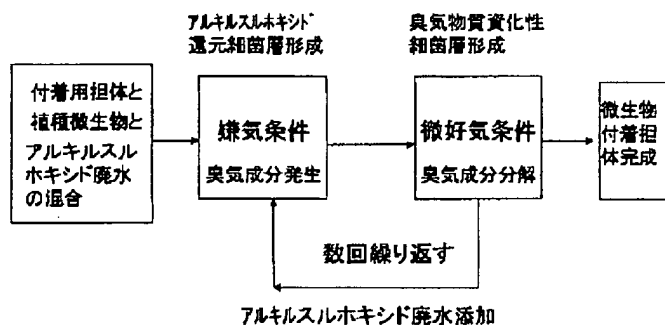 アルキルスルホキシド
還元細菌層形成
臭気物質資化性
細菌層形成
付着用担体と
植種微生物と
アルキルスル
ホキシド廃水
の混合
嫌気条件
臭気成分発生
微好気条件
臭気成分分解
微生物
付着担
体完成
数回繰り返す
アルキルスルホキシド廃水添加